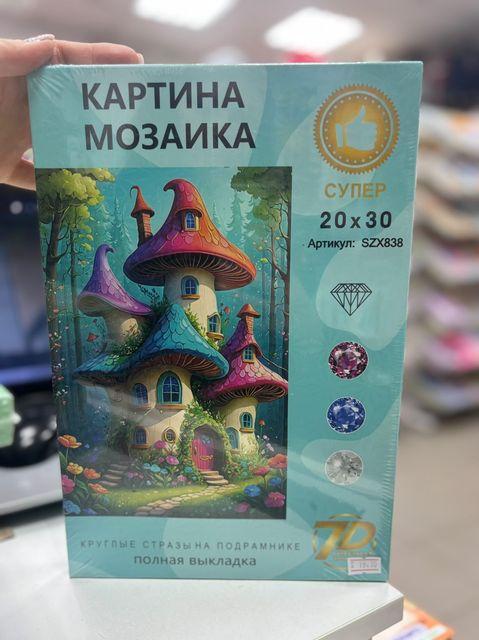 КАРТИНА
МОЗАИКА
СУПЕР
20x30
Артикул: SZX838
7D
КРУГЛЫЕ СТРАЗЫ НА ПОДРАМНИКЕ
полная выкладка